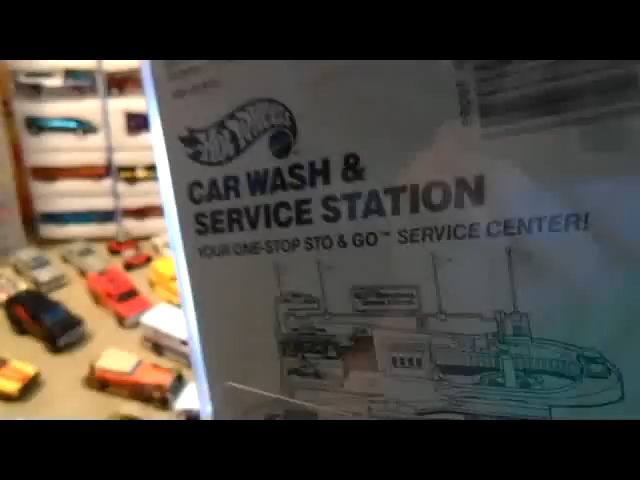 HOT WHEELS
CAR WASH &
SERVICE STATION
YOUR ONE-STOP STO & GO™ SERVICE CENTER!